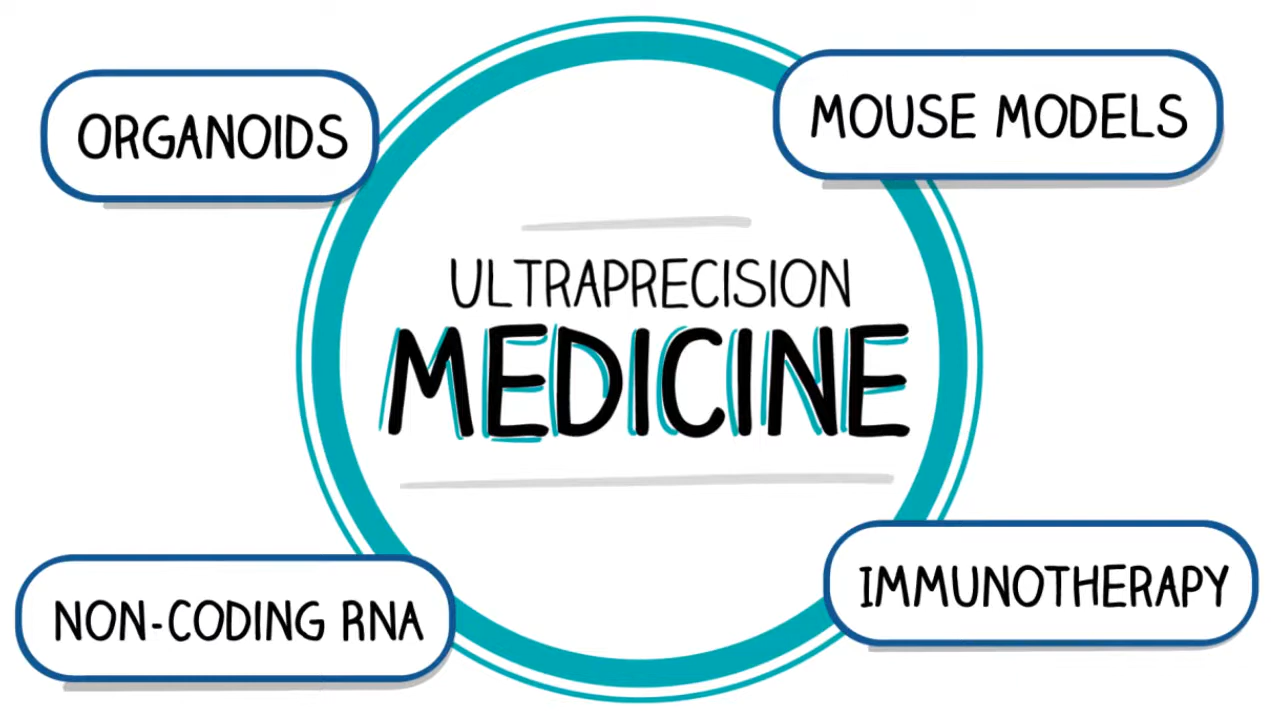 ORGANOIDS
MOUSE MODELS
ULTRAPRECISION
MEDICINE
NON-CODING RNA
IMMUNOTHERAPY